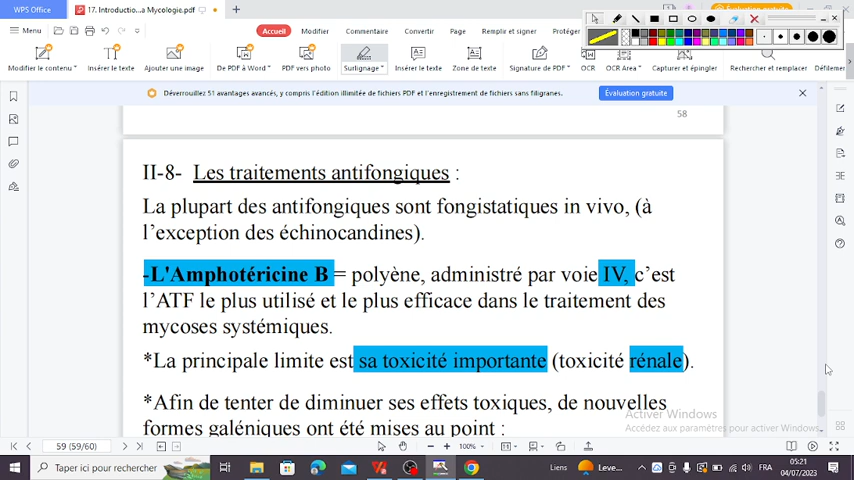 WPS Office
17. Introductio...a Mycologie.pdf
Évaluation gratuite
Menu
Accueil
Modifier
Commentaire
Convertir
Page
Remplir et signer
Protéger
Modifier le contenu
Insérer le texte
Ajouter une image
De PDF à Word
PDF vers photo
Surlignage
Insérer le texte
Zone de texte
Signature de PDF
OCR
OCR Area
Capturer et épingler
Rechercher et remplacer
Déverrouillez 51 avantages avancés, y compris l'édition illimitée de fichiers PDF et l'enregistrement de fichiers sans filigranes.
Évaluation gratuite
58
II-8- Les traitements antifongiques :
La plupart des antifongiques sont fongistatiques in vivo, (à
l'exception des échinocandines).
-L'Amphotéricine B = polyène, administré par voie IV, c'est
l'ATF le plus utilisé et le plus efficace dans le traitement des
mycoses systémiques.
*La principale limite est sa toxicité importante (toxicité rénale).
*Afin de tenter de diminuer ses effets toxiques, de nouvelles
formes galéniques ont été mises au point :
Activer Windows
Accédez aux paramètres pour activer Windows.
59 (59/60)
100%
Taper ici pour rechercher
Liens
Leve...
FRA
05:21
04/07/2023